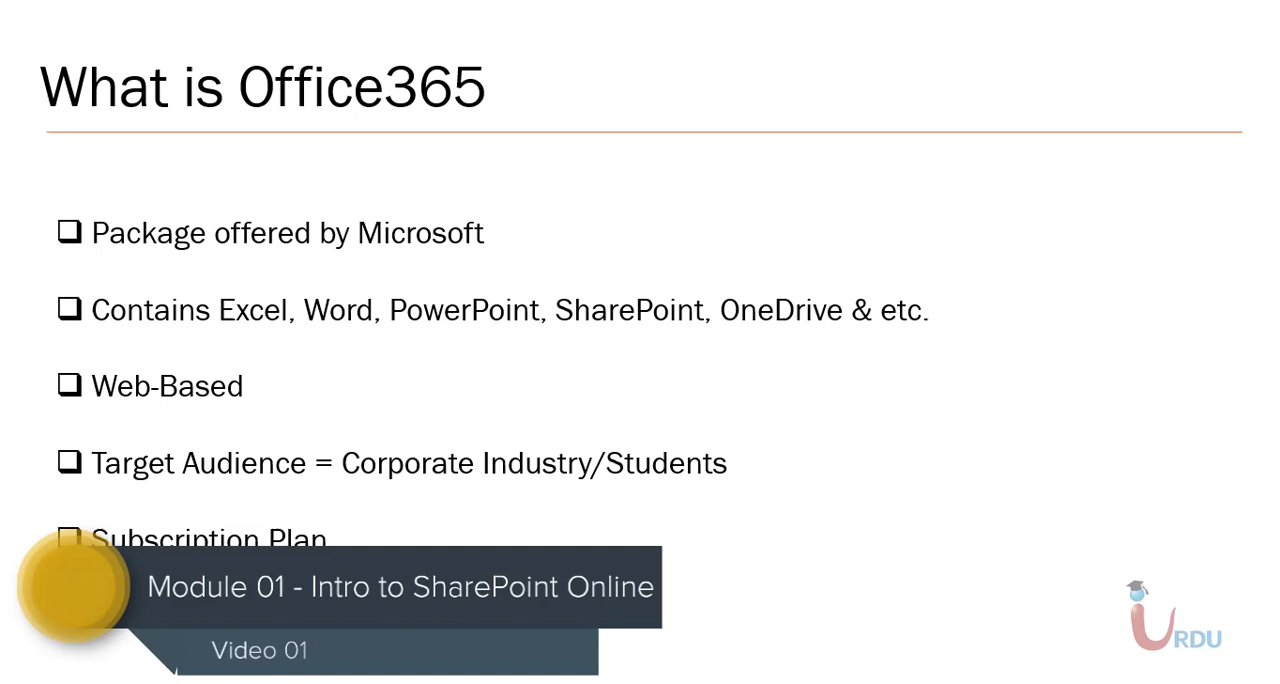 What is Office365
Package offered by Microsoft
Contains Excel, Word, PowerPoint, SharePoint, OneDrive & etc.
Web-Based
Target Audience = Corporate Industry/Students
Subscription Plan
Module 01 - Intro to SharePoint Online
Video 01
iURDU